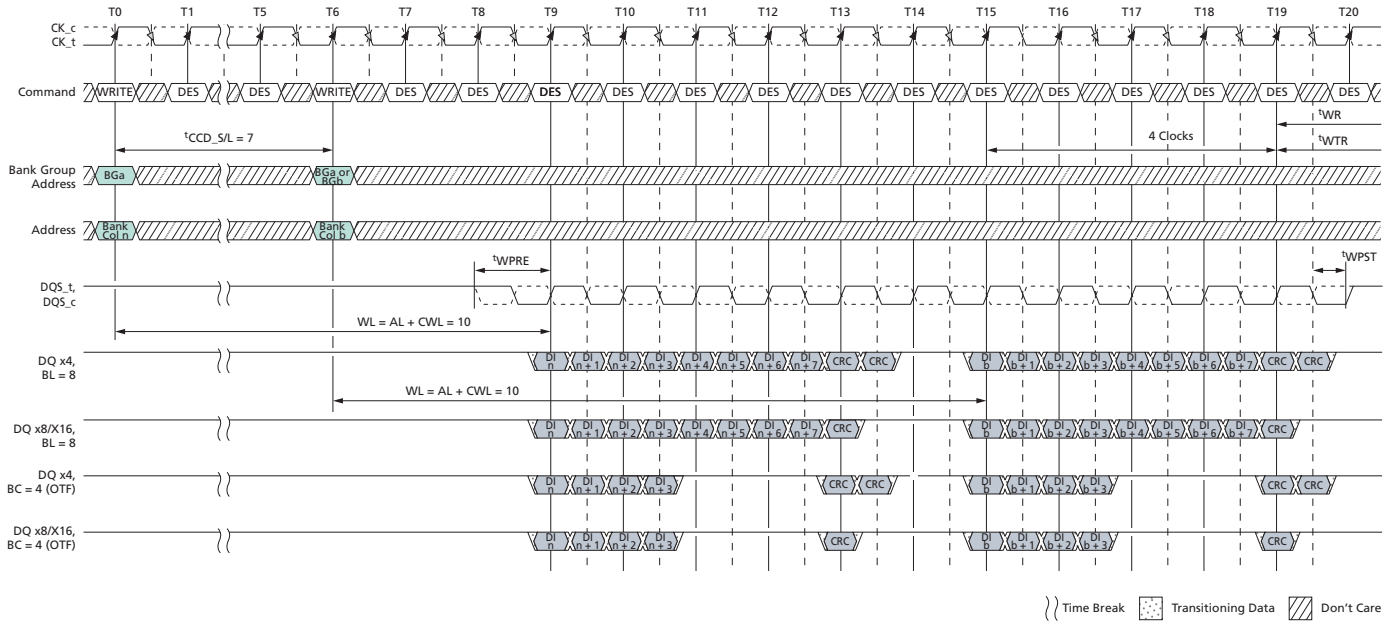 T0 T1 T5 T6 T7 T8 T9 T10 T11 T12 T13 T14 T15 T16 T17 T18 T19 T20
CK_c
CK_t
Command WRITE DES DES WRITE DES DES DES DES DES DES DES DES DES DES DES DES DES DES
tWR
tCCD_S/L = 7
4 Clocks
tWTR
Bank Group
Address
BGa
BGa or
BGb
Address
Bank
Col n
Bank
Col b
tWPRE
tWPST
DQS_t,
DQS_c
WL = AL + CWL = 10
DQ x4,
BL = 8
DI n DI n + 1 DI n + 2 DI n + 3 DI n + 4 DI n + 5 DI n + 6 DI n + 7 CRC CRC DI b DI b + 1 DI b + 2 DI b + 3 DI b + 4 DI b + 5 DI b + 6 DI b + 7 CRC CRC
WL = AL + CWL = 10
DQ x8/X16,
BL = 8
DI n DI n + 1 DI n + 2 DI n + 3 DI n + 4 DI n + 5 DI n + 6 DI n + 7 CRC DI b DI b + 1 DI b + 2 DI b + 3 DI b + 4 DI b + 5 DI b + 6 DI b + 7 CRC
DQ x4,
BC = 4 (OTF)
DI n DI n + 1 DI n + 2 DI n + 3 CRC CRC DI b DI b + 1 DI b + 2 DI b + 3 CRC CRC
DQ x8/X16,
BC = 4 (OTF)
DI n DI n + 1 DI n + 2 DI n + 3 CRC DI b DI b + 1 DI b + 2 DI b + 3 CRC
Time Break Transitioning Data Don't Care